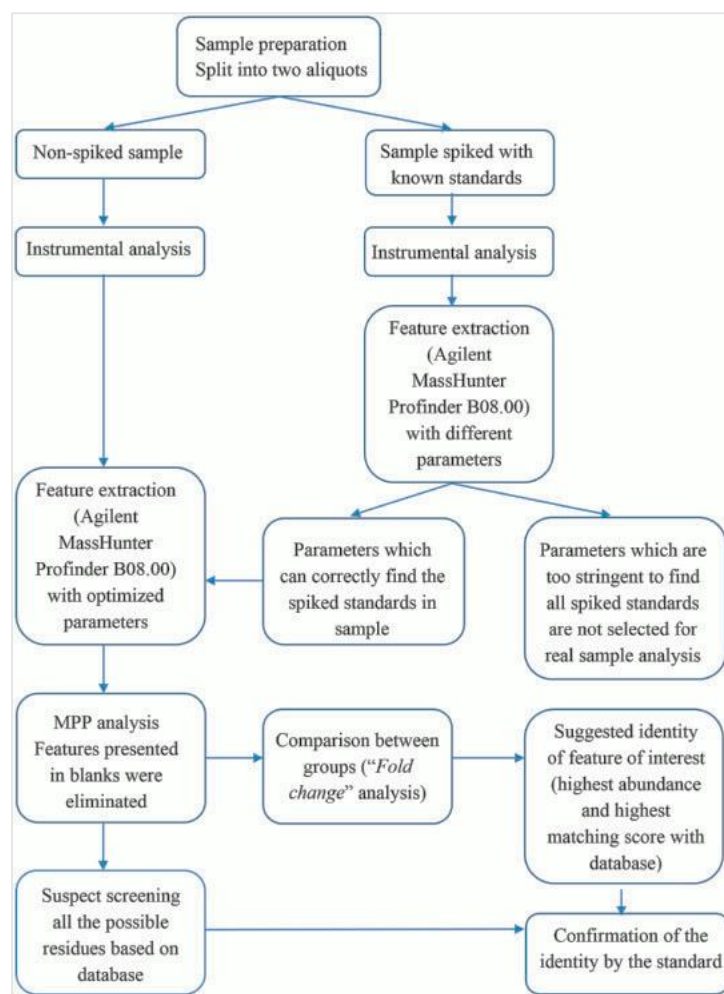 Sample preparation
Split into two aliquots
Non-spiked sample
Sample spiked with
known standards
Instrumental analysis
Instrumental analysis
Feature extraction
(Agilent
MassHunter
Profinder B08.00)
with different
parameters
Feature extraction
(Agilent
MassHunter
Profinder B08.00)
with optimized
parameters
Parameters which
can correctly find the
spiked standards in
sample
Parameters which are
too stringent to find
all spiked standards
are not selected for
real sample analysis
MPP analysis
Features presented
in blanks were
eliminated
Comparison between
groups (“Fold
change” analysis)
Suggested identity
of feature of interest
(highest abundance
and highest
matching score with
database)
Suspect screening
all the possible
residues based on
database
Confirmation of the
identity by the standard